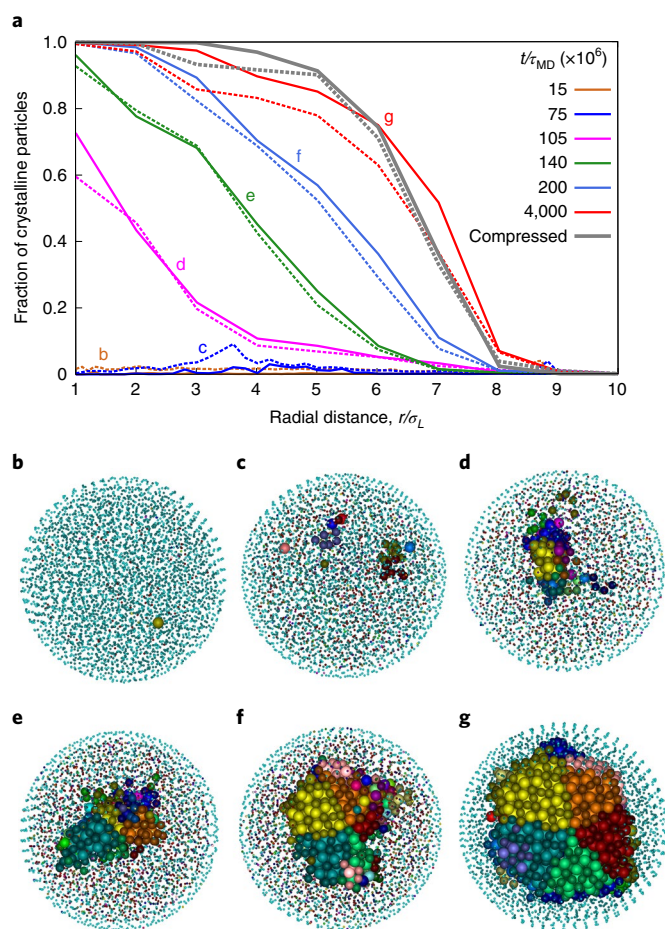 a
t/τMD (×10⁶)
15
75
105
140
200
4,000
Compressed
Fraction of crystalline particles
1.0
0.8
0.6
0.4
0.2
0
b
c
d
e
f
g
1 2 3 4 5 6 7 8 9 10
Radial distance, r/σL
b c d
e f g